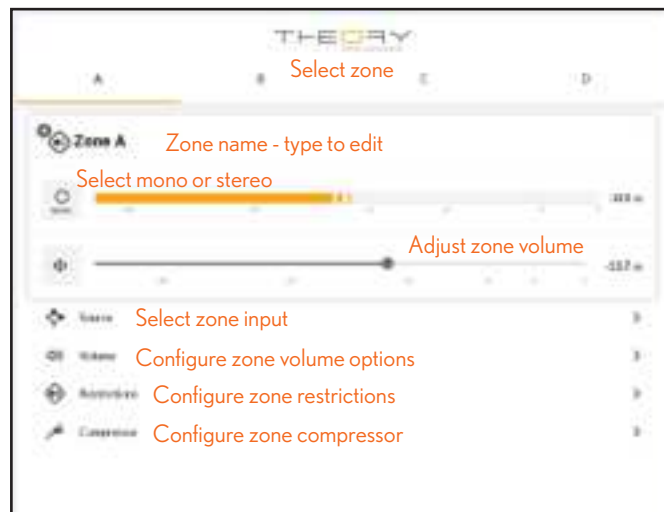 THEORY
Select zone
A B C D
Zone A
Zone name - type to edit
Select mono or stereo
Adjust zone volume
Source
Select zone input
Volume
Configure zone volume options
Restrictions
Configure zone restrictions
Compressor
Configure zone compressor